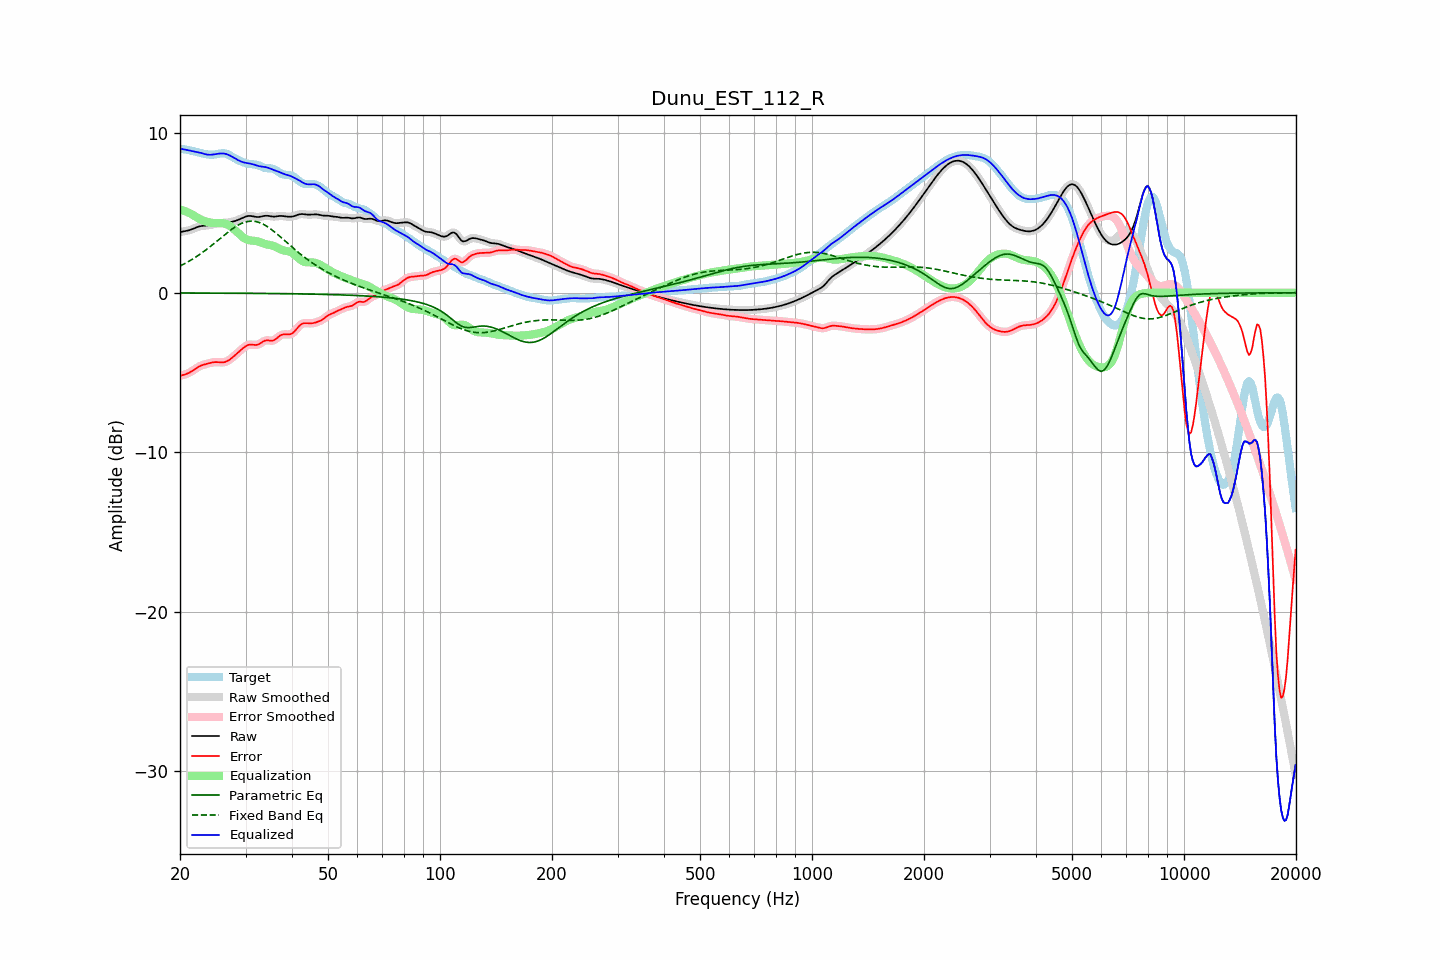 Dunu_EST_112_R
Amplitude (dBr)
10
0
−10
−20
−30
Target
Raw Smoothed
Error Smoothed
Raw
Error
Equalization
Parametric Eq
Fixed Band Eq
Equalized
20 50 100 200 500 1000 2000 5000 10000 20000
Frequency (Hz)